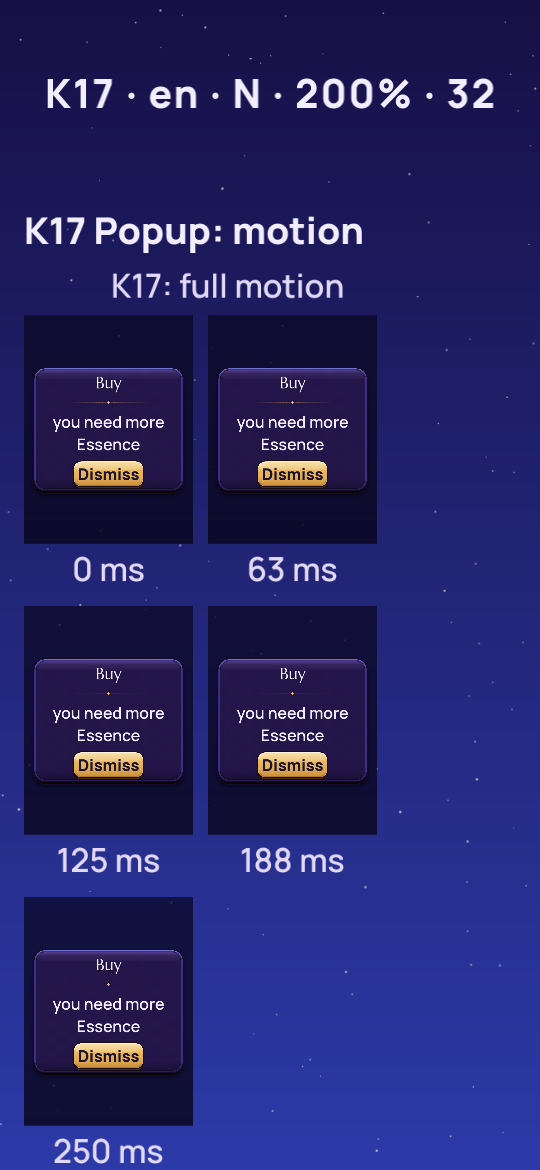 K17 · en · N · 200% · 32
K17 Popup: motion
K17: full motion
Buy
you need more
Essence
Dismiss
0 ms
Buy
you need more
Essence
Dismiss
63 ms
Buy
you need more
Essence
Dismiss
125 ms
Buy
you need more
Essence
Dismiss
188 ms
Buy
you need more
Essence
Dismiss
250 ms